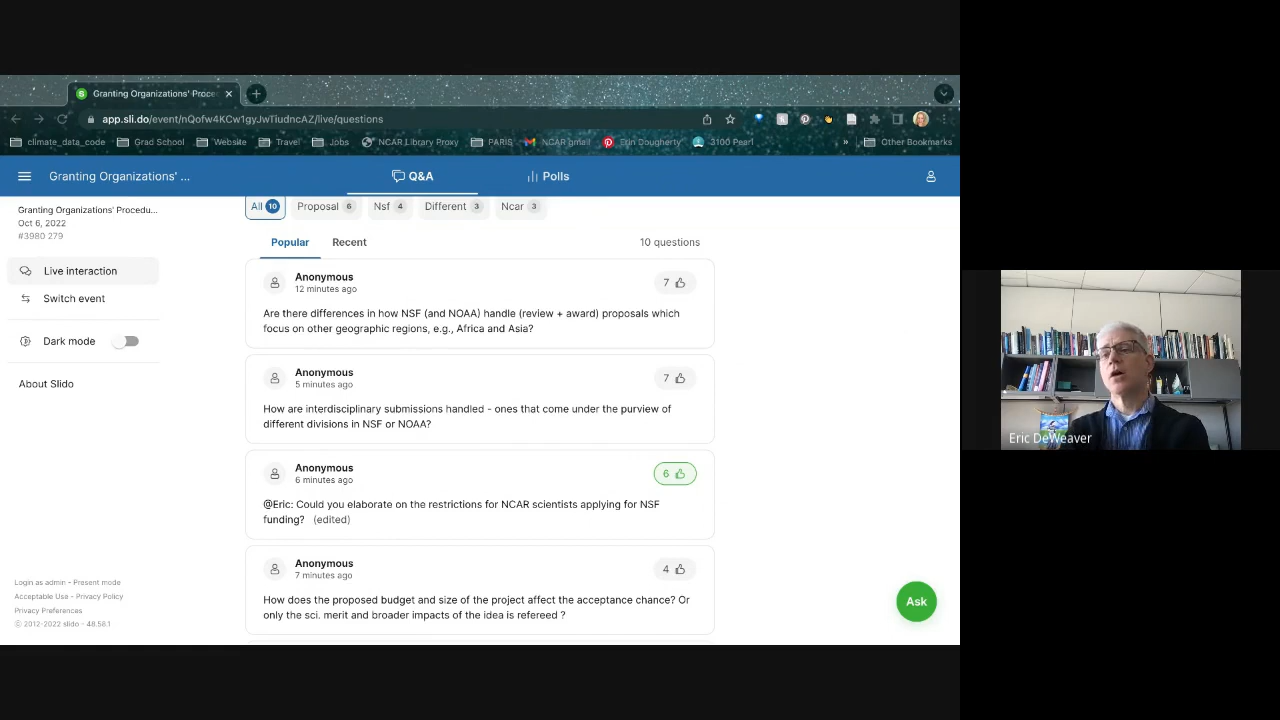 Granting Organizations' Proce
app.sli.do/event/nQofw4KCw1gyJwTiudncAZ/live/questions
climate_data_code Grad School Website Travel Jobs NCAR Library Proxy PARIS NCAR gmail Erin Dougherty 3100 Pearl » Other Bookmarks
Granting Organizations' ... Q&A Polls
Granting Organizations' Procedu...
Oct 6, 2022
#3980 279
Live interaction
Switch event
Dark mode
About Slido
Login as admin - Present mode
Acceptable Use - Privacy Policy
Privacy Preferences
© 2012-2022 slido - 48.58.1
All 10 Proposal 6 Nsf 4 Different 3 Ncar 3
Popular Recent 10 questions
Anonymous 7
12 minutes ago
Are there differences in how NSF (and NOAA) handle (review + award) proposals which
focus on other geographic regions, e.g., Africa and Asia?
Anonymous 7
5 minutes ago
How are interdisciplinary submissions handled - ones that come under the purview of
different divisions in NSF or NOAA?
Anonymous 6
6 minutes ago
@Eric: Could you elaborate on the restrictions for NCAR scientists applying for NSF
funding? (edited)
Anonymous 4
7 minutes ago
How does the proposed budget and size of the project affect the acceptance chance? Or
only the sci. merit and broader impacts of the idea is refereed ?
Ask
Eric DeWeaver